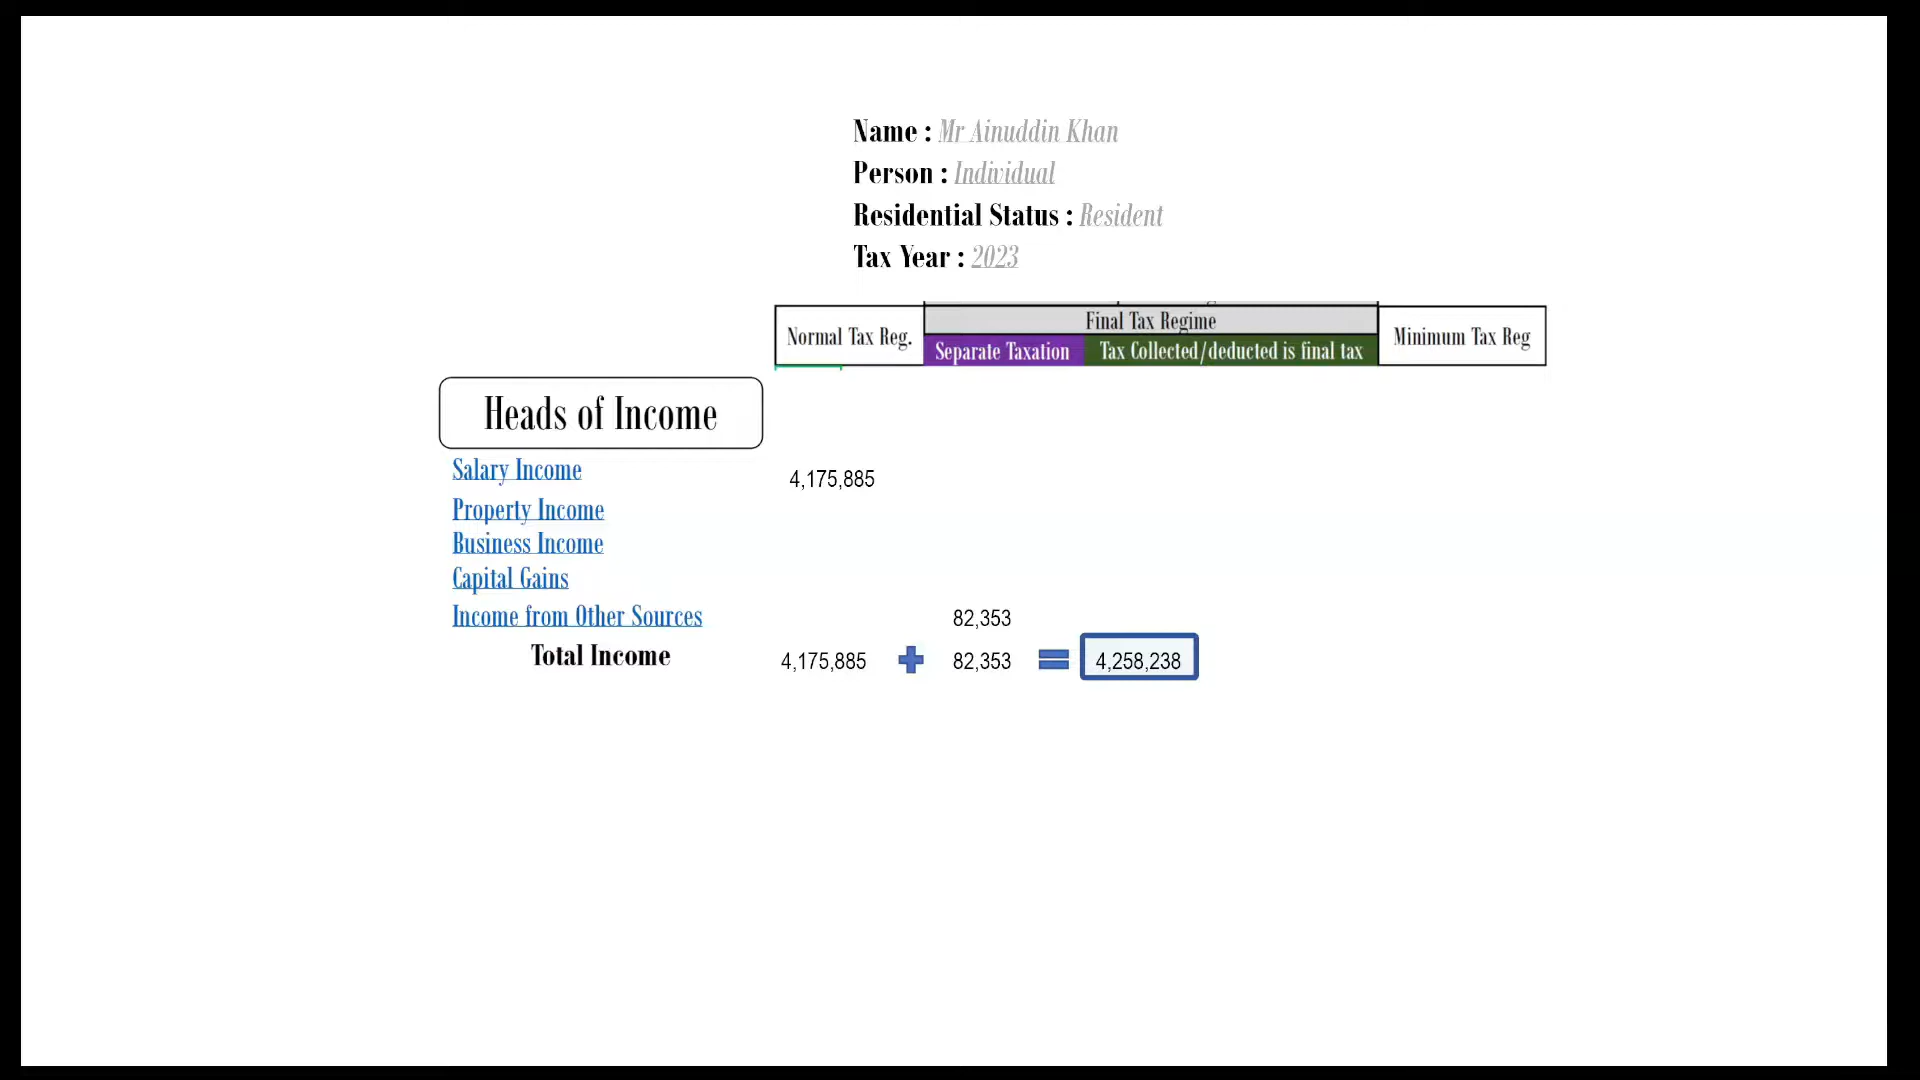 Name : Mr Ainuddin Khan
Person : Individual
Residential Status : Resident
Tax Year : 2023
Normal Tax Reg.
Final Tax Regime
Separate Taxation
Tax Collected/deducted is final tax
Minimum Tax Reg
Heads of Income
Salary Income 4,175,885
Property Income
Business Income
Capital Gains
Income from Other Sources 82,353
Total Income 4,175,885 + 82,353 = 4,258,238